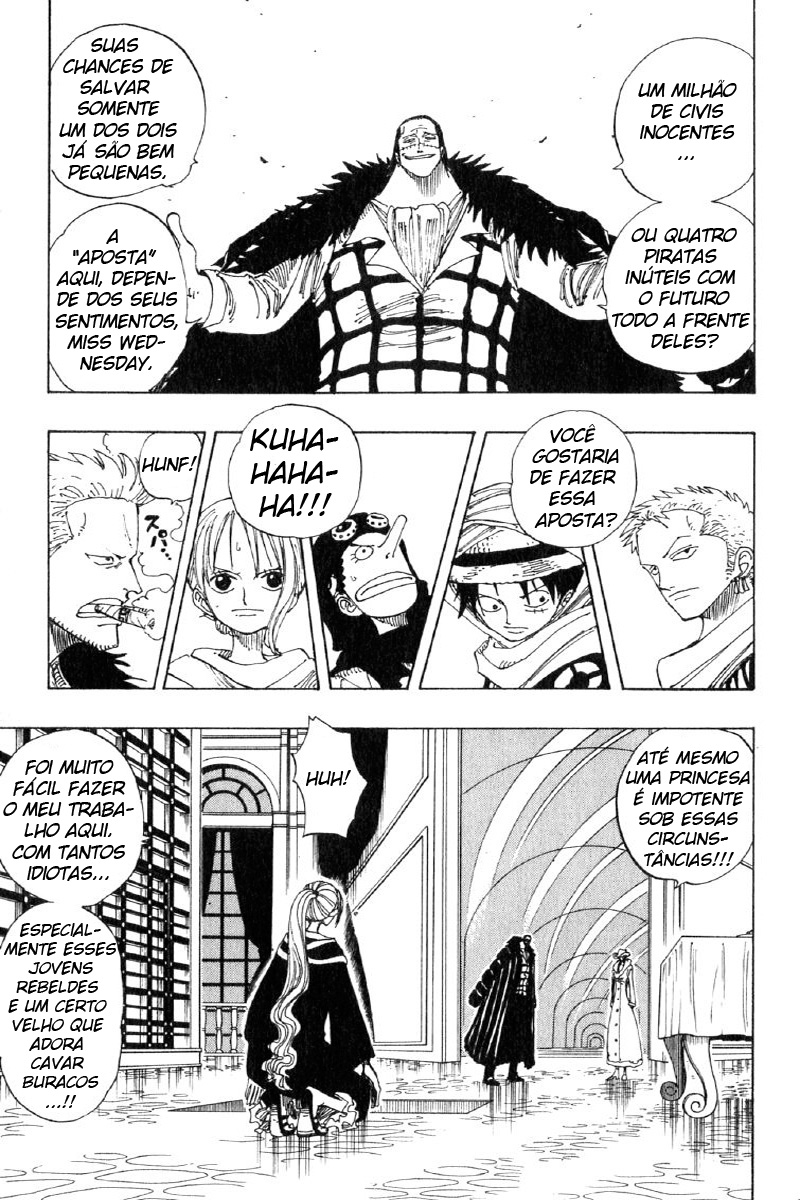 UM MILHÃO
DE CIVIS
INOCENTES
...
OU QUATRO
PIRATAS
INÚTEIS COM
O FUTURO
TODO A FRENTE
DELES?
SUAS
CHANCES DE
SALVAR
SOMENTE
UM DOS DOIS
JÁ SÃO BEM
PEQUENAS.
A
"APOSTA"
AQUI, DEPEN-
DE DOS SEUS
SENTIMENTOS,
MISS WED-
NESDAY.
VOCÊ
GOSTARIA
DE FAZER
ESSA
APOSTA?
KUHA-
HAHA-
HA!!!
HUNF!
スパ…
ATÉ MESMO
UMA PRINCESA
É IMPOTENTE
SOB ESSAS
CIRCUNS-
TÂNCIAS!!!
HUH!
FOI MUITO
FÁCIL FAZER
O MEU TRABA-
LHO AQUI,
COM TANTOS
IDIOTAS...
ESPECIAL-
MENTE ESSES
JOVENS
REBELDES
E UM CERTO
VELHO QUE
ADORA
CAVAR
BURACOS
...!!